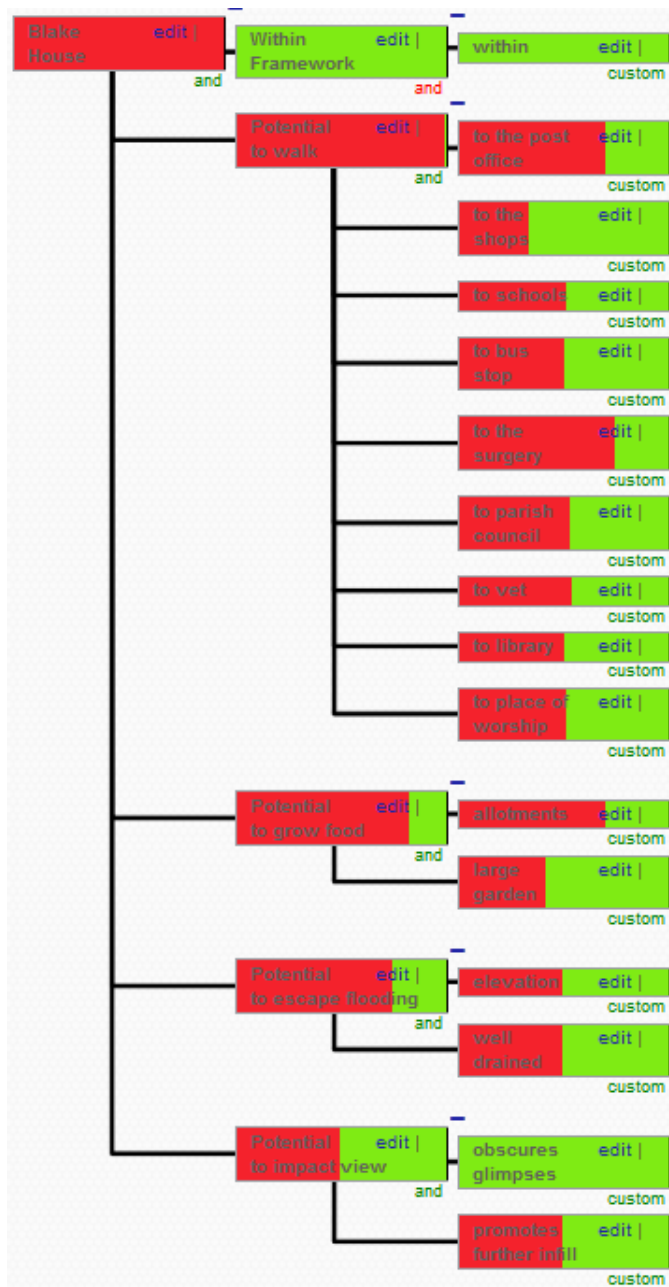 Blake edit |
House
and
Within edit |
Framework
and
within edit |
custom
Potential edit |
to walk
and
to the post edit |
office
custom
to the edit |
shops
custom
to schools edit |
custom
to bus edit |
stop
custom
to the edit |
surgery
custom
to parish edit |
council
custom
to vet edit |
custom
to library edit |
custom
to place of edit |
worship
custom
Potential edit |
to grow food
and
allotments edit |
custom
large edit |
garden
custom
Potential edit |
to escape flooding
and
elevation edit |
custom
well edit |
drained
custom
Potential edit |
to impact view
and
obscures edit |
glimpses
custom
promotes edit |
further infill
custom